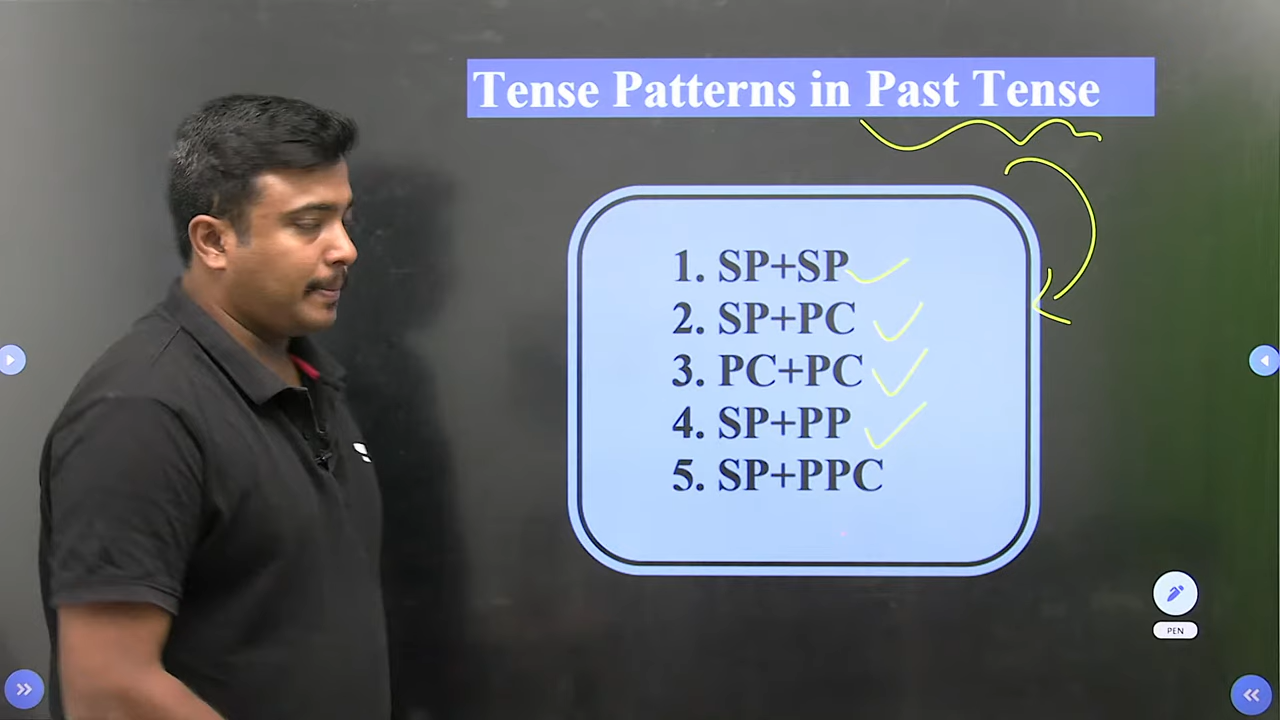 Tense Patterns in Past Tense
1. SP+SP
2. SP+PC
3. PC+PC
4. SP+PP
5. SP+PPC
PEN